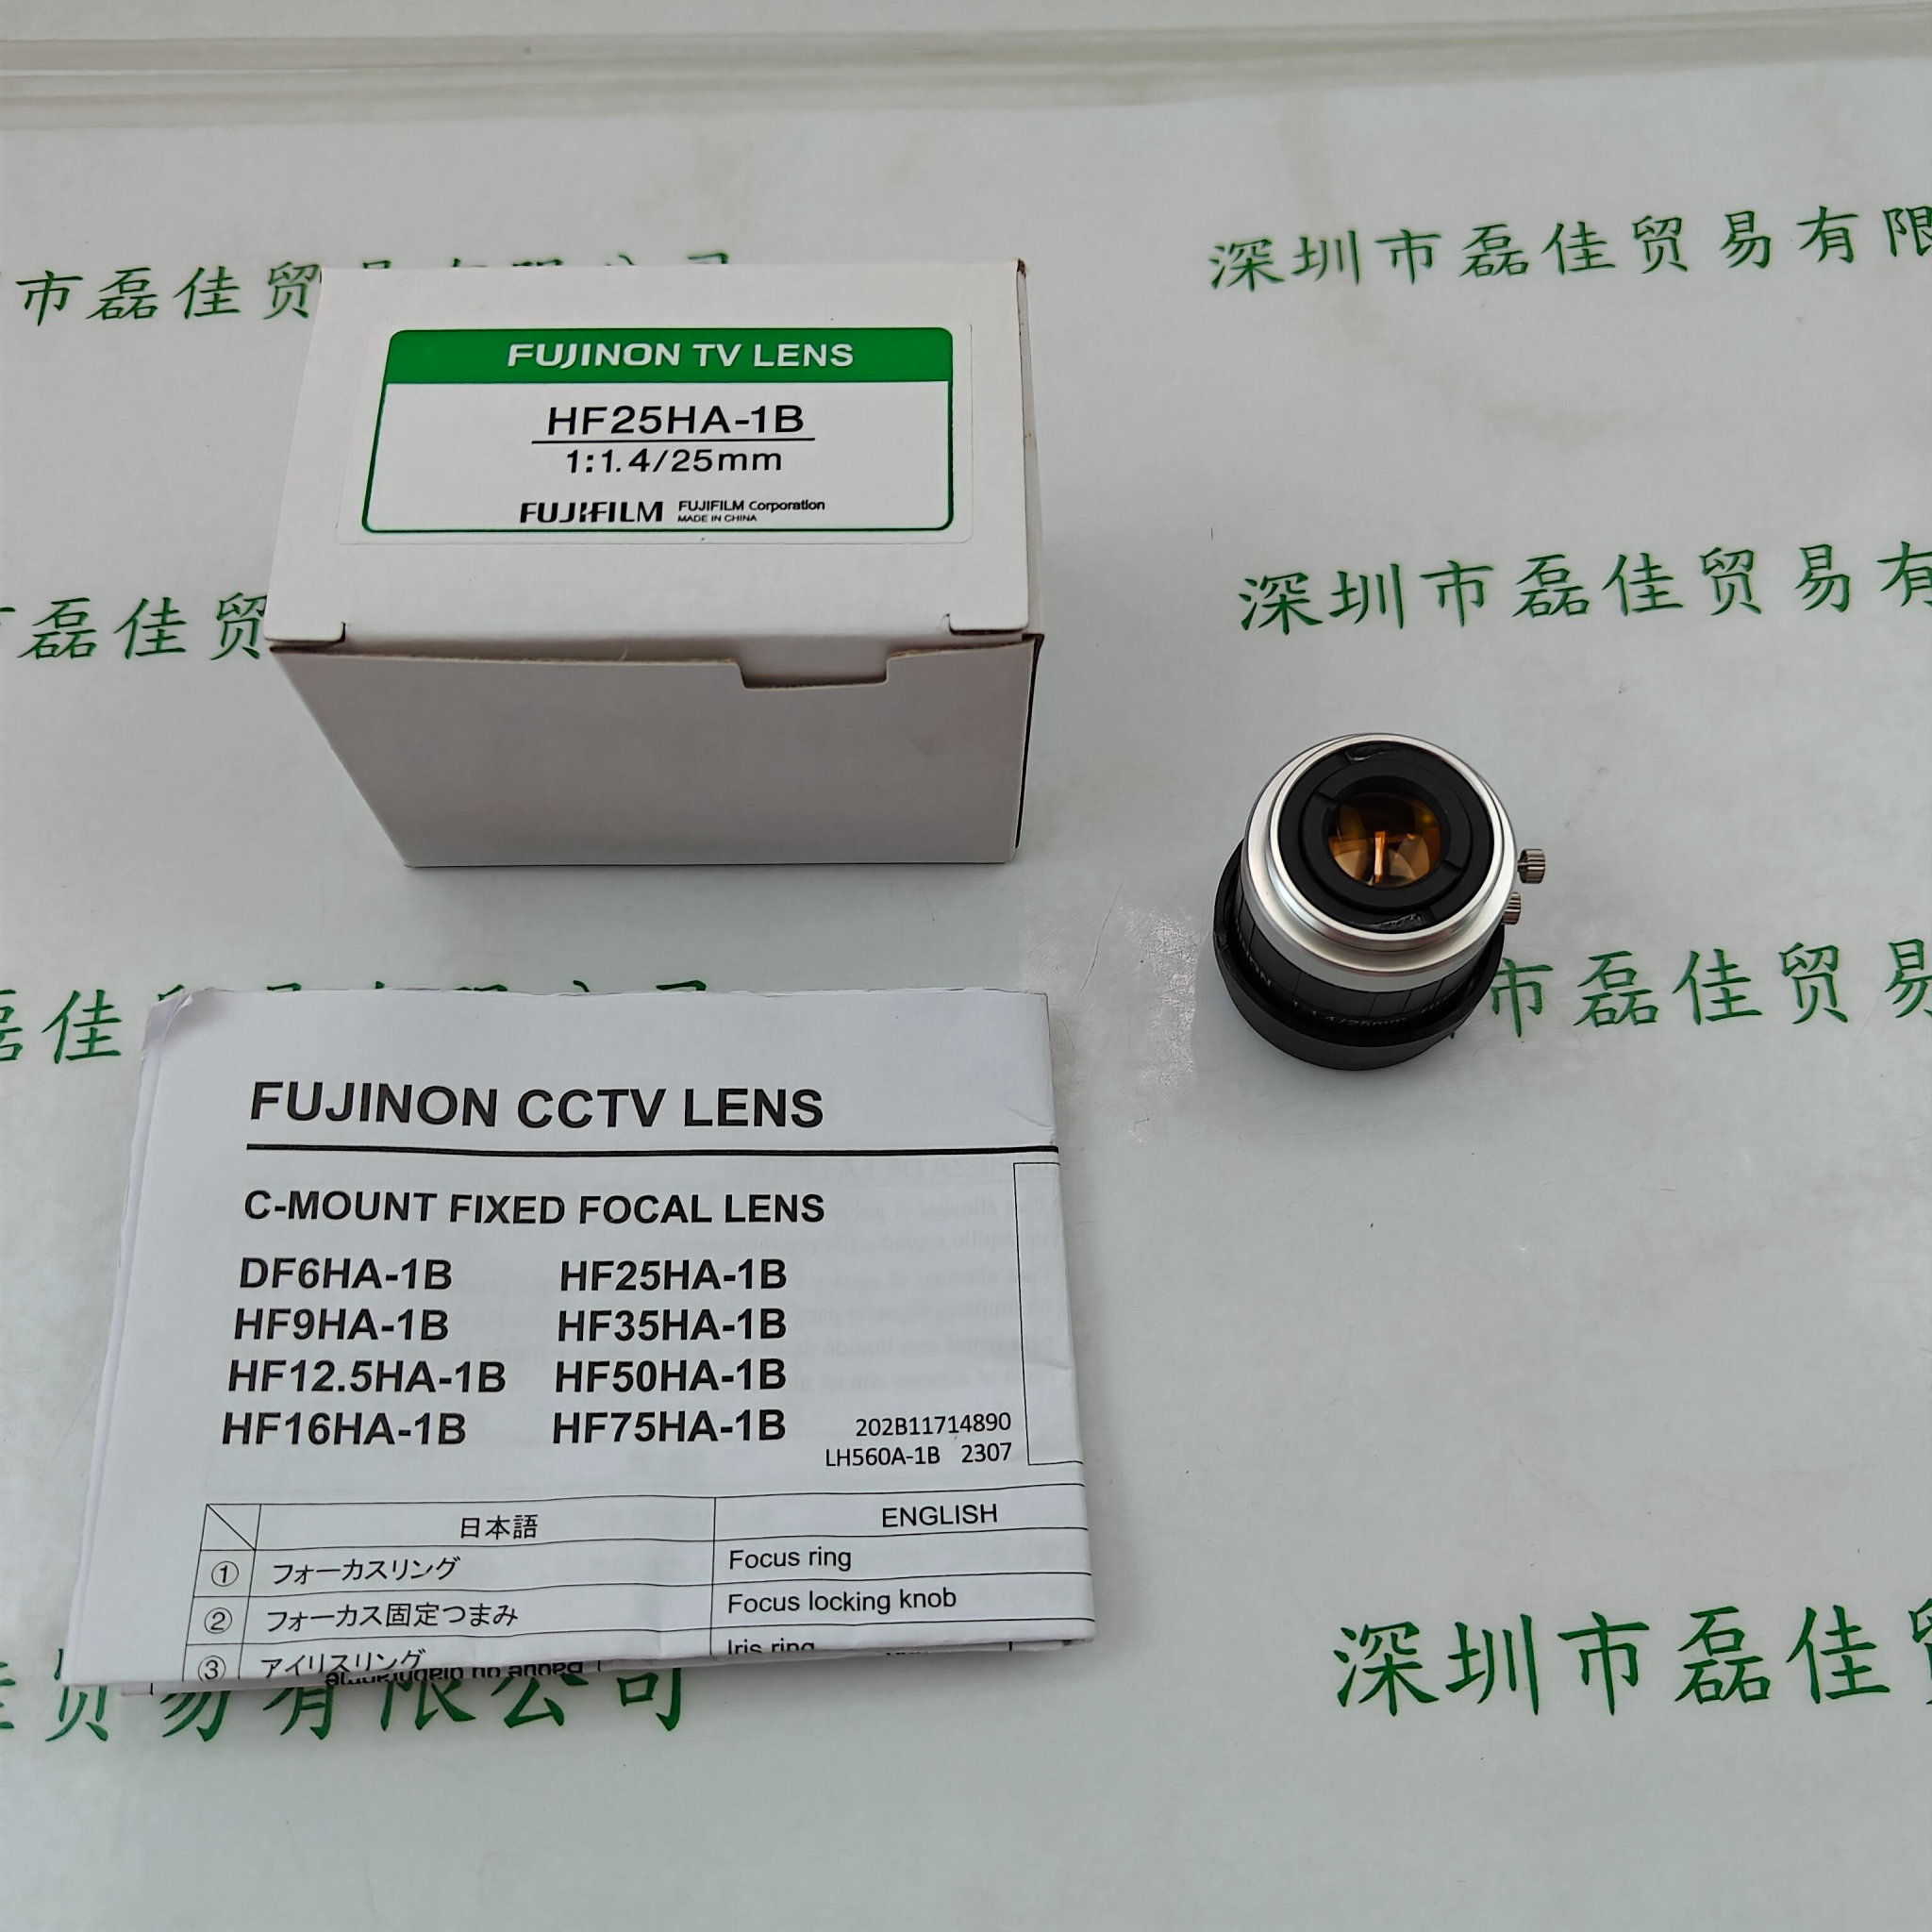 深圳市磊佳贸易有限
市磊佳贸
FUJINON TV LENS
HF25HA-1B
1:1.4/25mm
FUJIFILM FUJIFILM Corporation
MADE IN CHINA
深圳市磊佳贸易有
磊佳贸
市磊佳贸易
磊佳
1:1.4/25mm
FUJINON CCTV LENS
C-MOUNT FIXED FOCAL LENS
DF6HA-1B HF25HA-1B
HF9HA-1B HF35HA-1B
HF12.5HA-1B HF50HA-1B
HF16HA-1B HF75HA-1B
202B11714890
LH560A-1B 2307
日本語 ENGLISH
① フォーカスリング Focus ring
② フォーカス固定つまみ Focus locking knob
③ アイリスリング Iris ring
深圳市磊佳贸
佳贸易有限公司